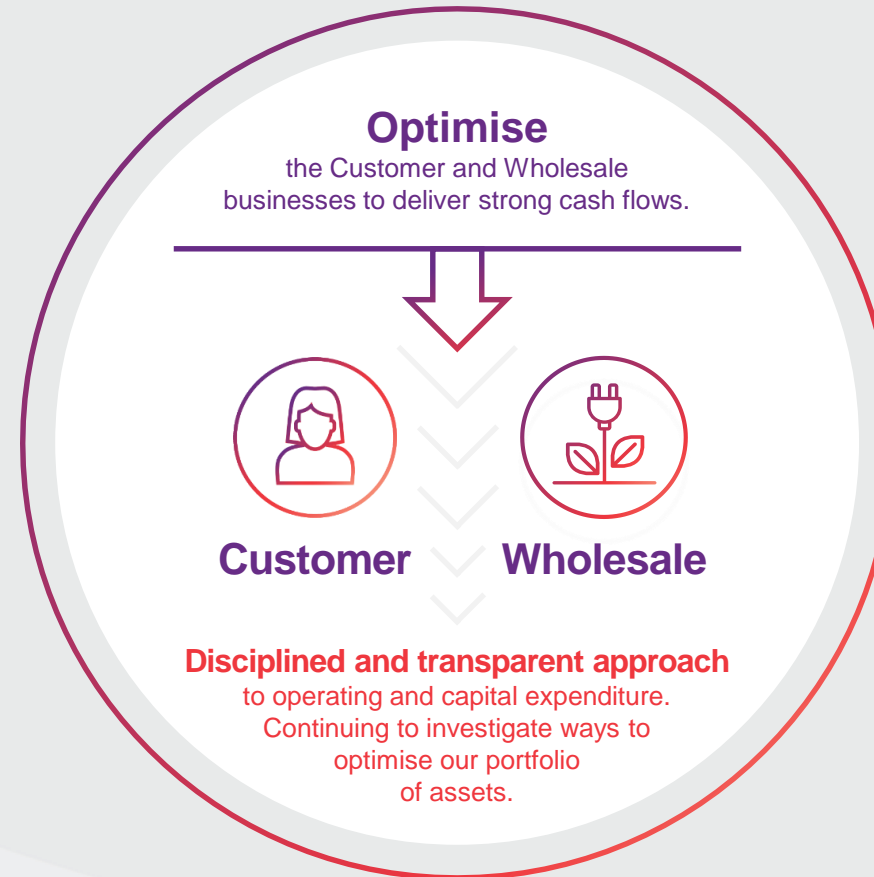 Optimise
the Customer and Wholesale
businesses to deliver strong cash flows.
Customer
Wholesale
Disciplined and transparent approach
to operating and capital expenditure.
Continuing to investigate ways to
optimise our portfolio
of assets.